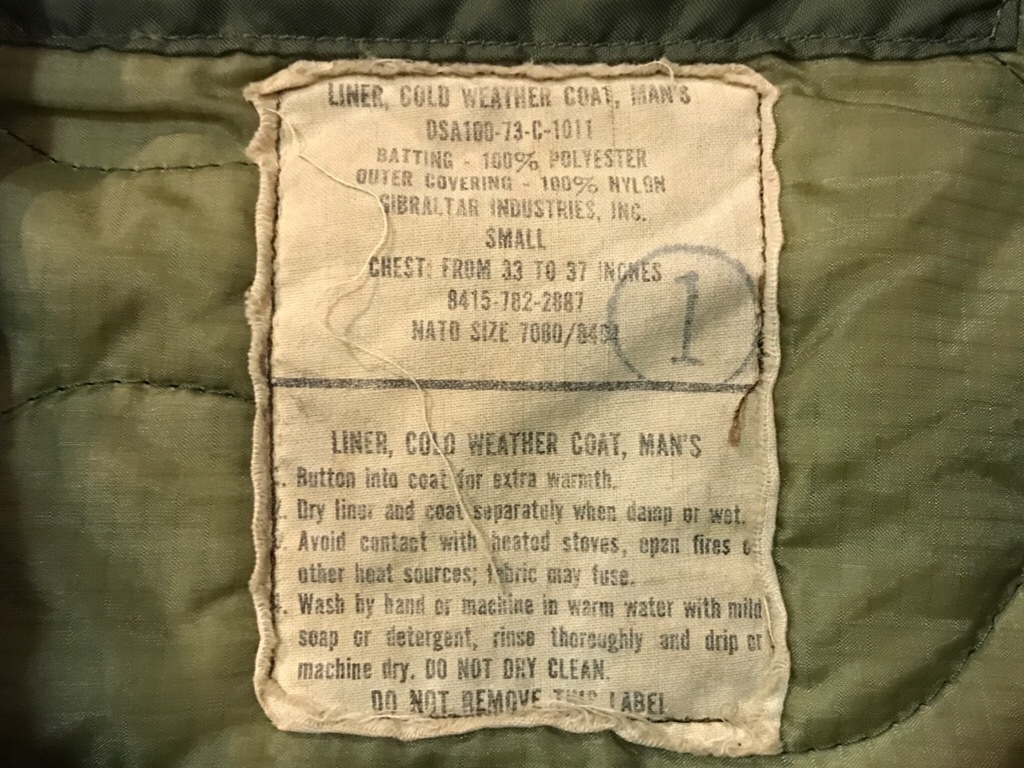 LINER, COLD WEATHER COAT, MAN'S
DSA100-73-C-1011
BATTING - 100% POLYESTER
OUTER COVERING - 100% NYLON
GIBRALTAR INDUSTRIES, INC.
SMALL
CHEST: FROM 33 TO 37 INCHES
8415-782-2887
NATO SIZE 7080/8494
1
LINER, COLD WEATHER COAT, MAN'S
Button into coat for extra warmth.
Dry liner and coat separately when damp or wet.
Avoid contact with heated stoves, open fires or
other heat sources; fabric may fuse.
Wash by hand or machine in warm water with mild
soap or detergent, rinse thoroughly and drip or
machine dry. DO NOT DRY CLEAN.
DO NOT REMOVE THIS LABEL